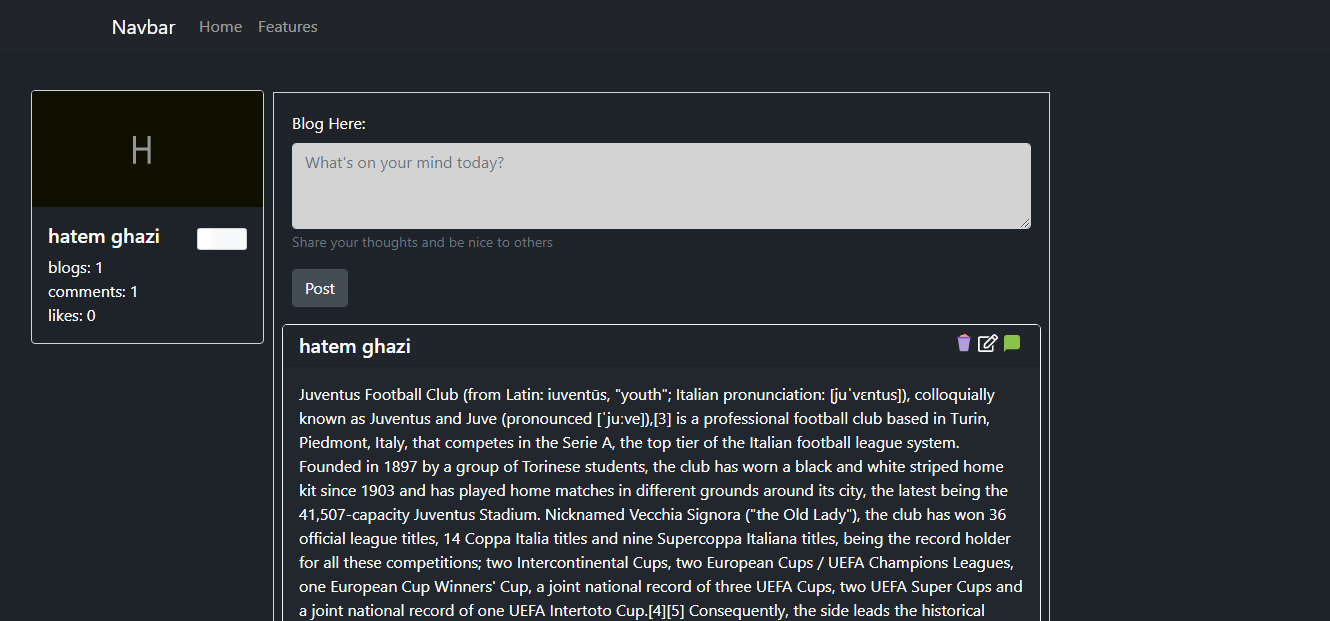 Navbar Home Features
H
hatem ghazi
blogs: 1
comments: 1
likes: 0
Blog Here:
What's on your mind today?
Share your thoughts and be nice to others
Post
hatem ghazi
Juventus Football Club (from Latin: iuventūs, "youth"; Italian pronunciation: [juˈvɛntus]), colloquially
known as Juventus and Juve (pronounced [ˈjuːve]),[3] is a professional football club based in Turin,
Piedmont, Italy, that competes in the Serie A, the top tier of the Italian football league system.
Founded in 1897 by a group of Torinese students, the club has worn a black and white striped home
kit since 1903 and has played home matches in different grounds around its city, the latest being the
41,507-capacity Juventus Stadium. Nicknamed Vecchia Signora ("the Old Lady"), the club has won 36
official league titles, 14 Coppa Italia titles and nine Supercoppa Italiana titles, being the record holder
for all these competitions; two Intercontinental Cups, two European Cups / UEFA Champions Leagues,
one European Cup Winners' Cup, a joint national record of three UEFA Cups, two UEFA Super Cups and
a joint national record of one UEFA Intertoto Cup.[4][5] Consequently, the side leads the historical